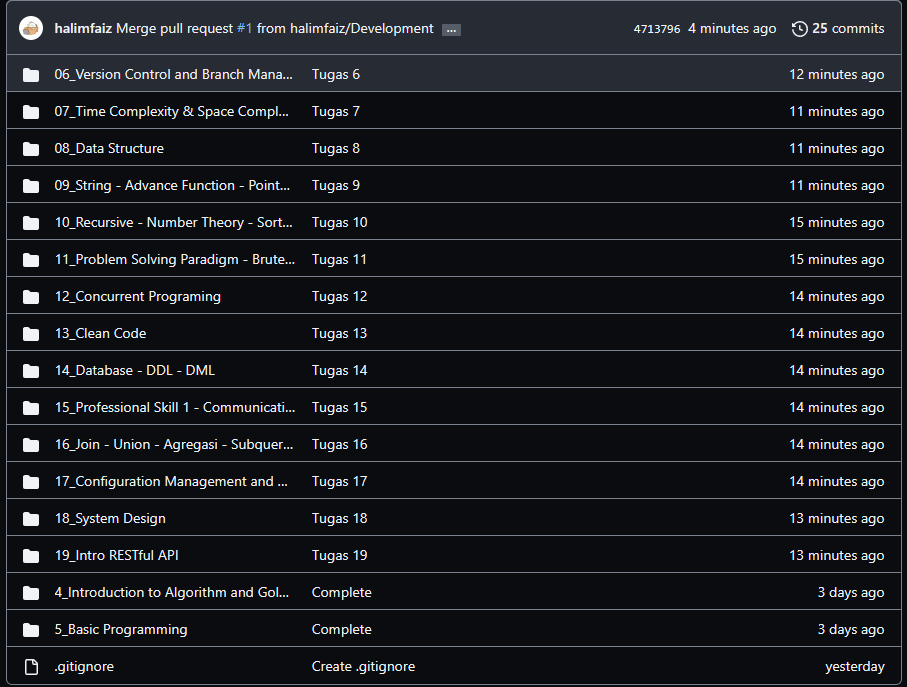 halimfaiz Merge pull request #1 from halimfaiz/Development ... 4713796 4 minutes ago 25 commits
06_Version Control and Branch Mana... Tugas 6 12 minutes ago
07_Time Complexity & Space Compl... Tugas 7 11 minutes ago
08_Data Structure Tugas 8 11 minutes ago
09_String - Advance Function - Point... Tugas 9 11 minutes ago
10_Recursive - Number Theory - Sort... Tugas 10 15 minutes ago
11_Problem Solving Paradigm - Brute... Tugas 11 15 minutes ago
12_Concurrent Programing Tugas 12 14 minutes ago
13_Clean Code Tugas 13 14 minutes ago
14_Database - DDL - DML Tugas 14 14 minutes ago
15_Professional Skill 1 - Communicati... Tugas 15 14 minutes ago
16_Join - Union - Agregasi - Subquer... Tugas 16 14 minutes ago
17_Configuration Management and ... Tugas 17 14 minutes ago
18_System Design Tugas 18 13 minutes ago
19_Intro RESTful API Tugas 19 13 minutes ago
4_Introduction to Algorithm and Gol... Complete 3 days ago
5_Basic Programming Complete 3 days ago
.gitignore Create .gitignore yesterday